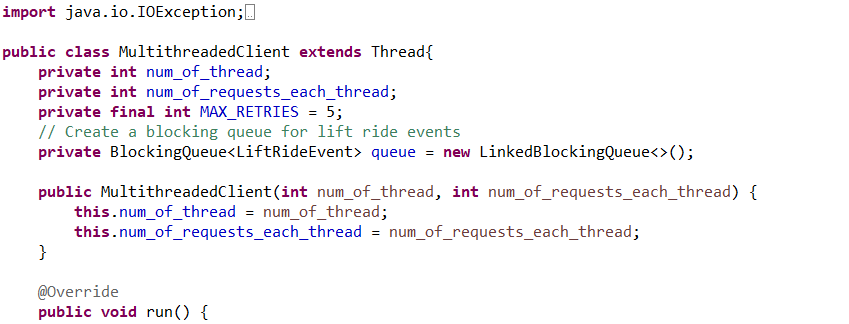 import java.io.IOException;
public class MultithreadedClient extends Thread{
private int num_of_thread;
private int num_of_requests_each_thread;
private final int MAX_RETRIES = 5;
// Create a blocking queue for lift ride events
private BlockingQueue<LiftRideEvent> queue = new LinkedBlockingQueue<>();
public MultithreadedClient(int num_of_thread, int num_of_requests_each_thread) {
this.num_of_thread = num_of_thread;
this.num_of_requests_each_thread = num_of_requests_each_thread;
}
@Override
public void run() {